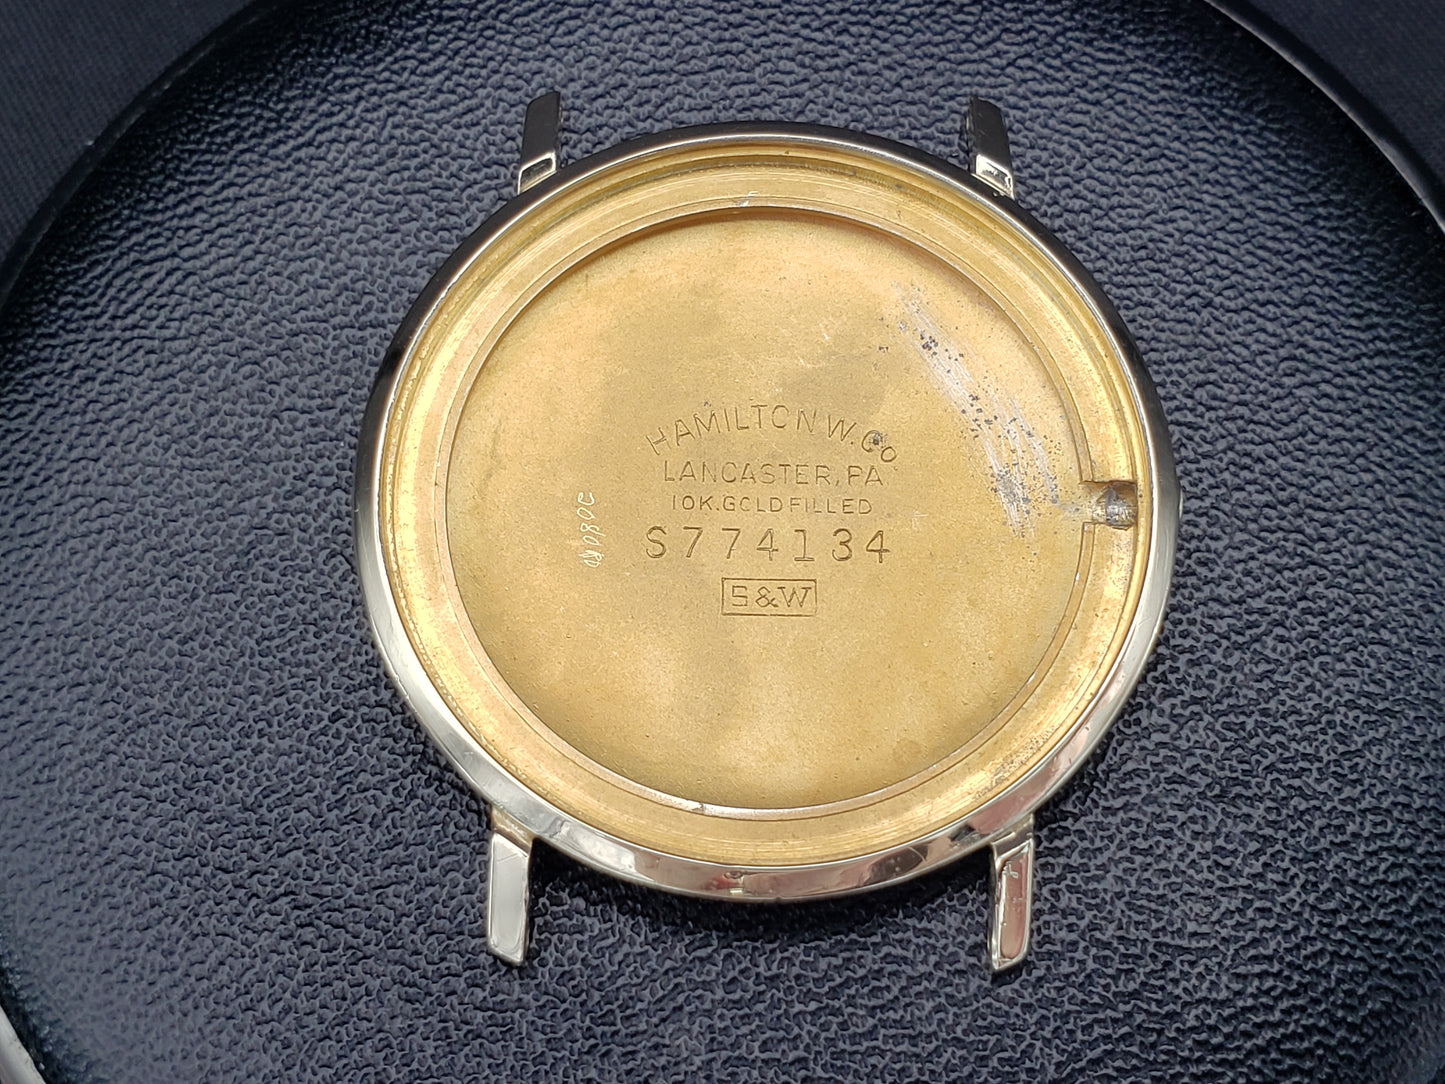 HAMILTON W. Co
LANCASTER, PA
10K. GOLD FILLED
S774134
S&W